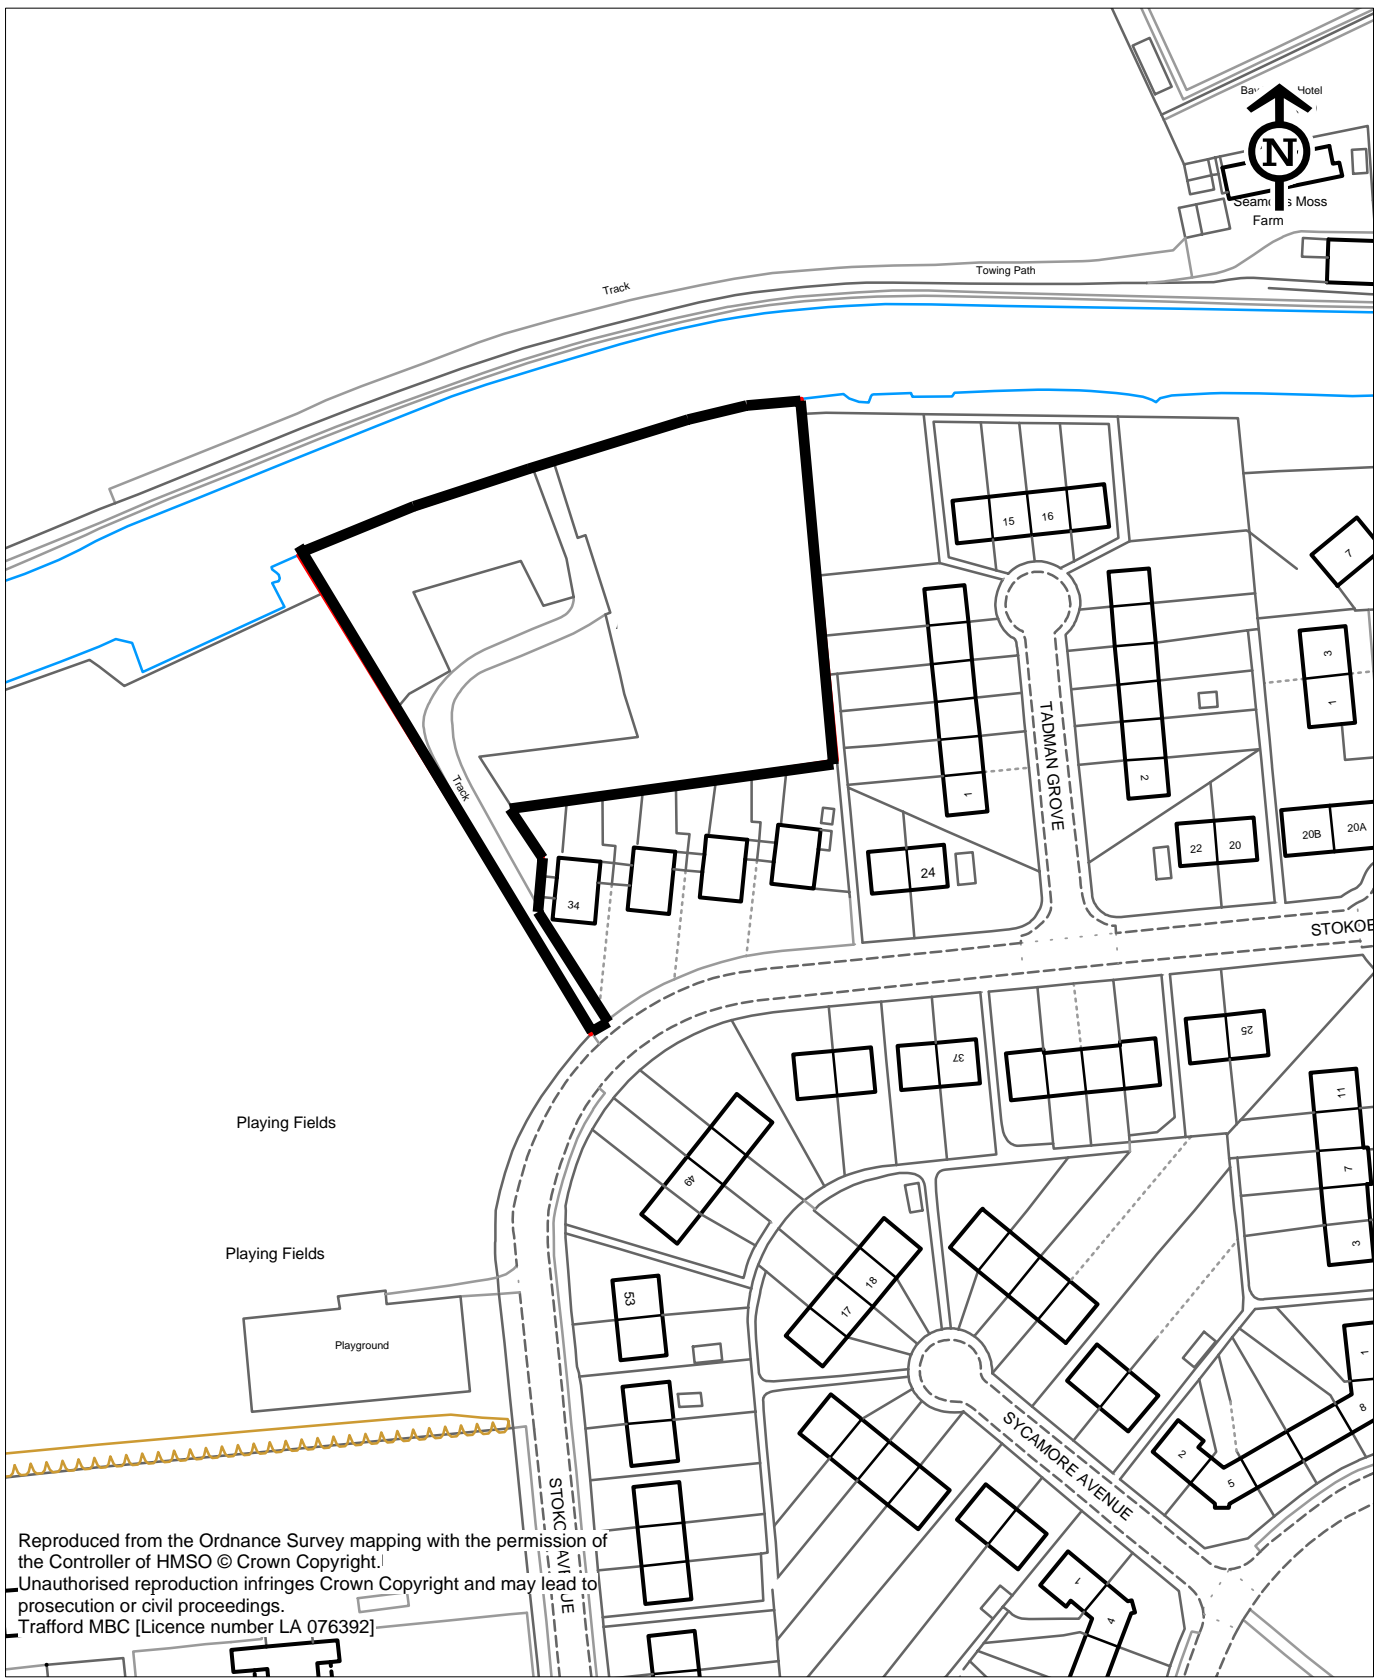 Hotel
N
Moss
Farm
Towing Path
Track
15
16
7
3
1
TADMAN GROVE
1
2
Track
20B
20A
22
20
24
34
STOKOE
25
37
11
7
3
49
Playing Fields
18
17
Playing Fields
53
Playground
1
8
2
5
SYCAMORE AVENUE
1
4
Reproduced from the Ordnance Survey mapping with the permission of
the Controller of HMSO © Crown Copyright.
Unauthorised reproduction infringes Crown Copyright and may lead to
prosecution or civil proceedings.
Trafford MBC [Licence number LA 076392]